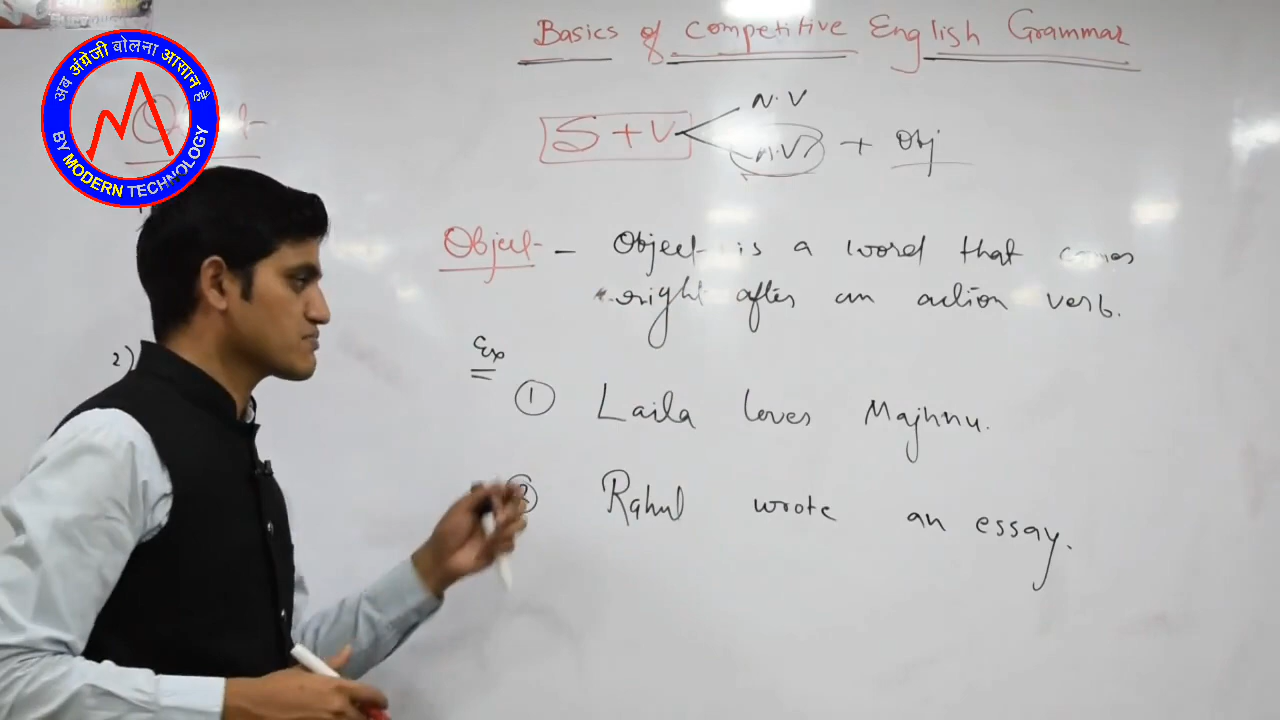 Basics of Competitive English Grammar
अब अंग्रेजी बोलना आसान है
BY MODERN TECHNOLOGY
S + V
N.V
M.V + Obj
Object - Object is a word that comes
right after an action verb.
Ex
1 Laila loves Majhnu.
2 Rahul wrote an essay.
2)